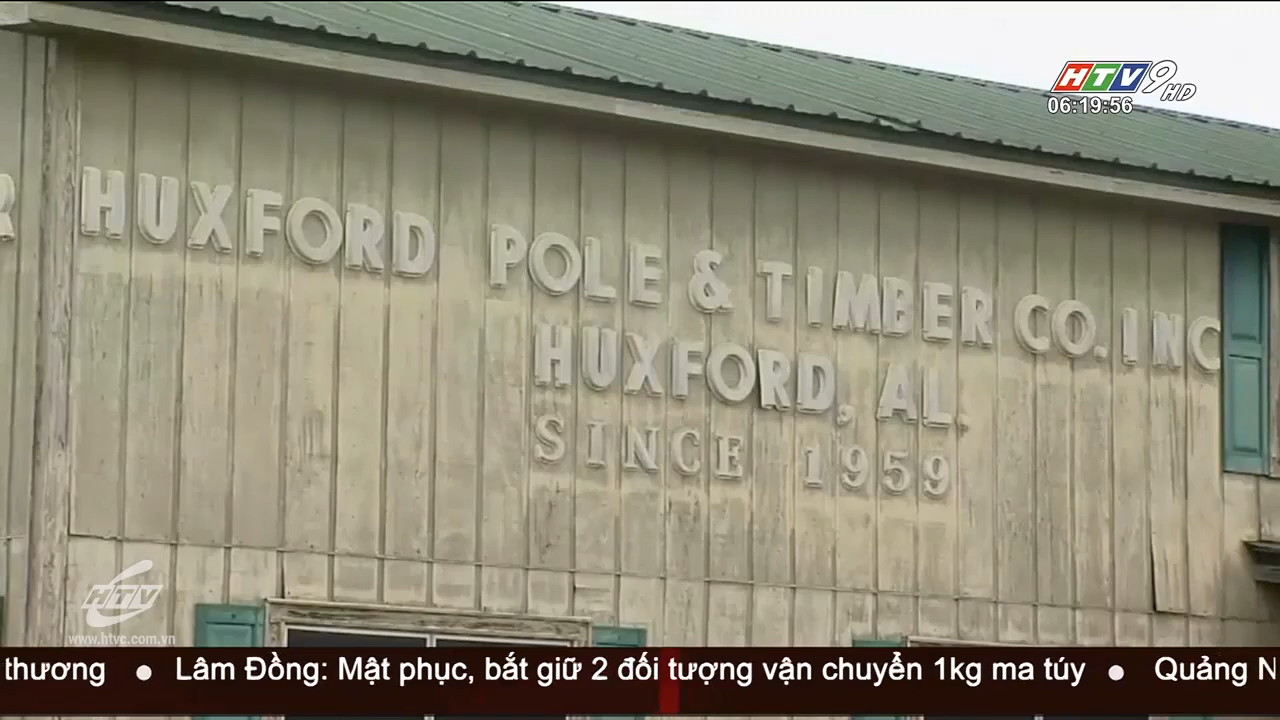 HTV9 HD
06:19:56
R HUXFORD POLE & TIMBER CO. INC
HUXFORD, AL.
SINCE 1959
HTV
www.htvc.com.vn
thương • Lâm Đồng: Mật phục, bắt giữ 2 đối tượng vận chuyển 1kg ma túy • Quảng N